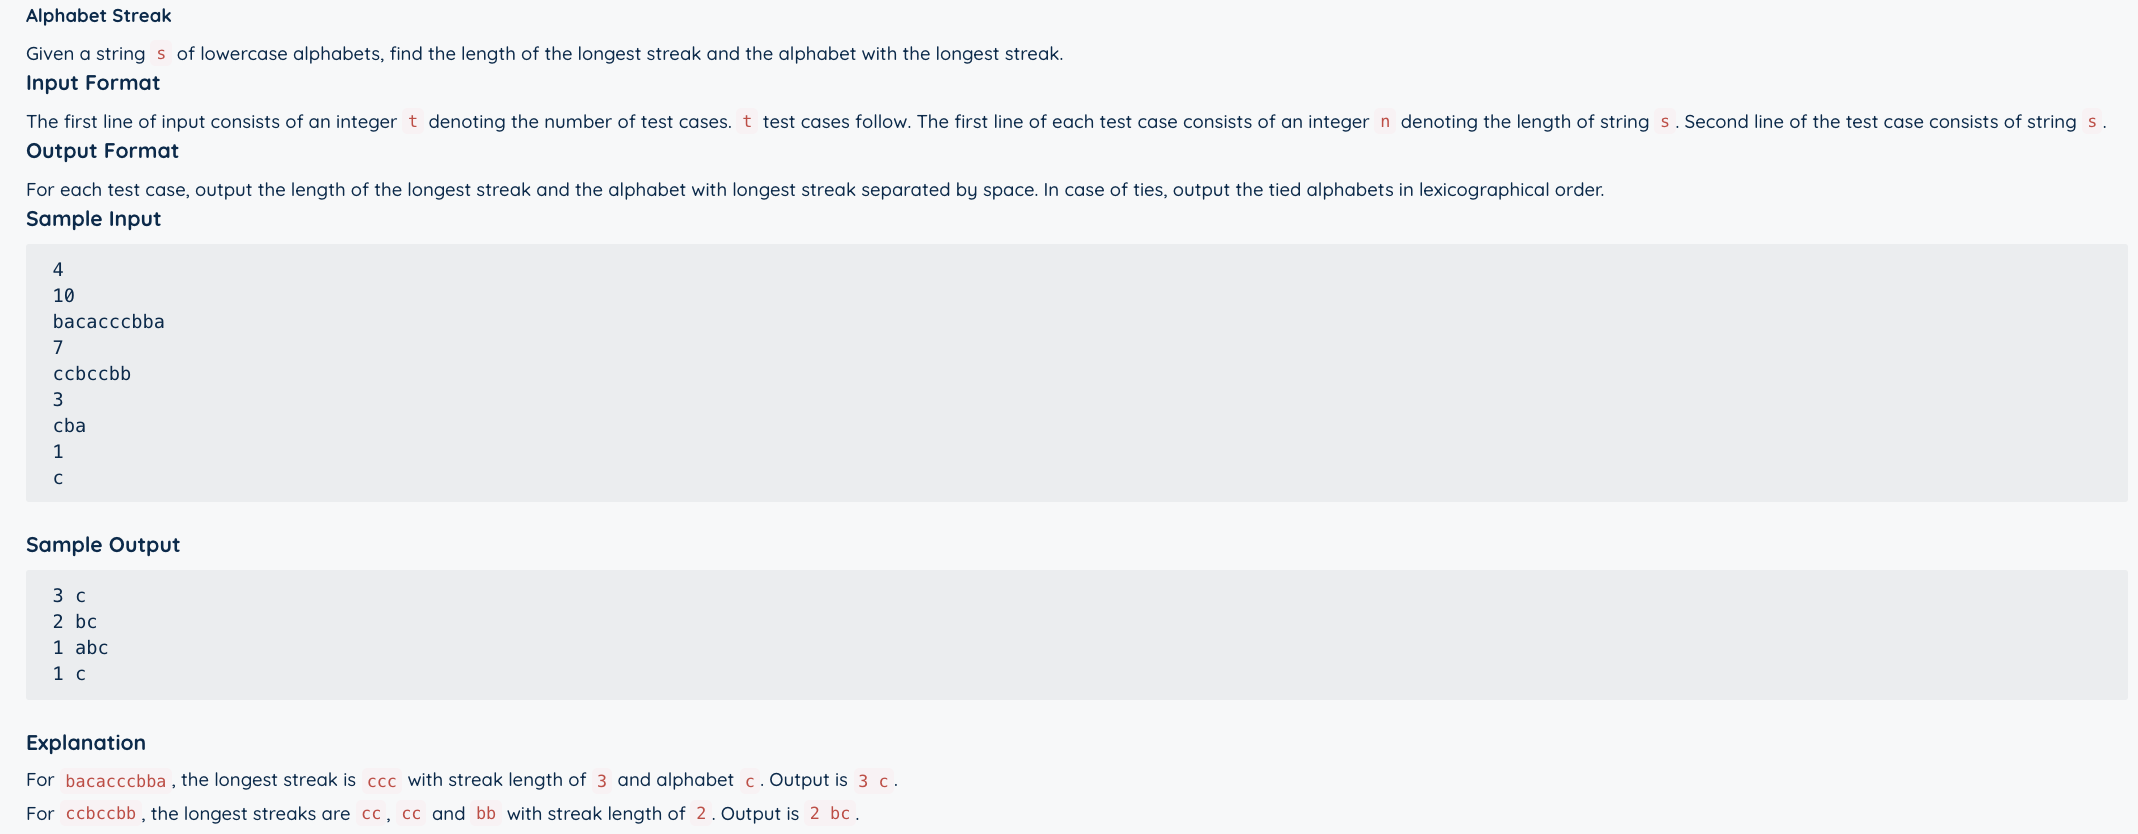 Alphabet Streak
Given a string s of lowercase alphabets, find the length of the longest streak and the alphabet with the longest streak.
Input Format
The first line of input consists of an integer t denoting the number of test cases. t test cases follow. The first line of each test case consists of an integer n denoting the length of string s. Second line of the test case consists of string s.
Output Format
For each test case, output the length of the longest streak and the alphabet with longest streak separated by space. In case of ties, output the tied alphabets in lexicographical order.
Sample Input
4
10
bacacccbba
7
ccbccbb
3
cba
1
c
Sample Output
3 c
2 bc
1 abc
1 c
Explanation
For bacacccbba, the longest streak is ccc with streak length of 3 and alphabet c. Output is 3 c.
For ccbccbb, the longest streaks are cc, cc and bb with streak length of 2. Output is 2 bc.